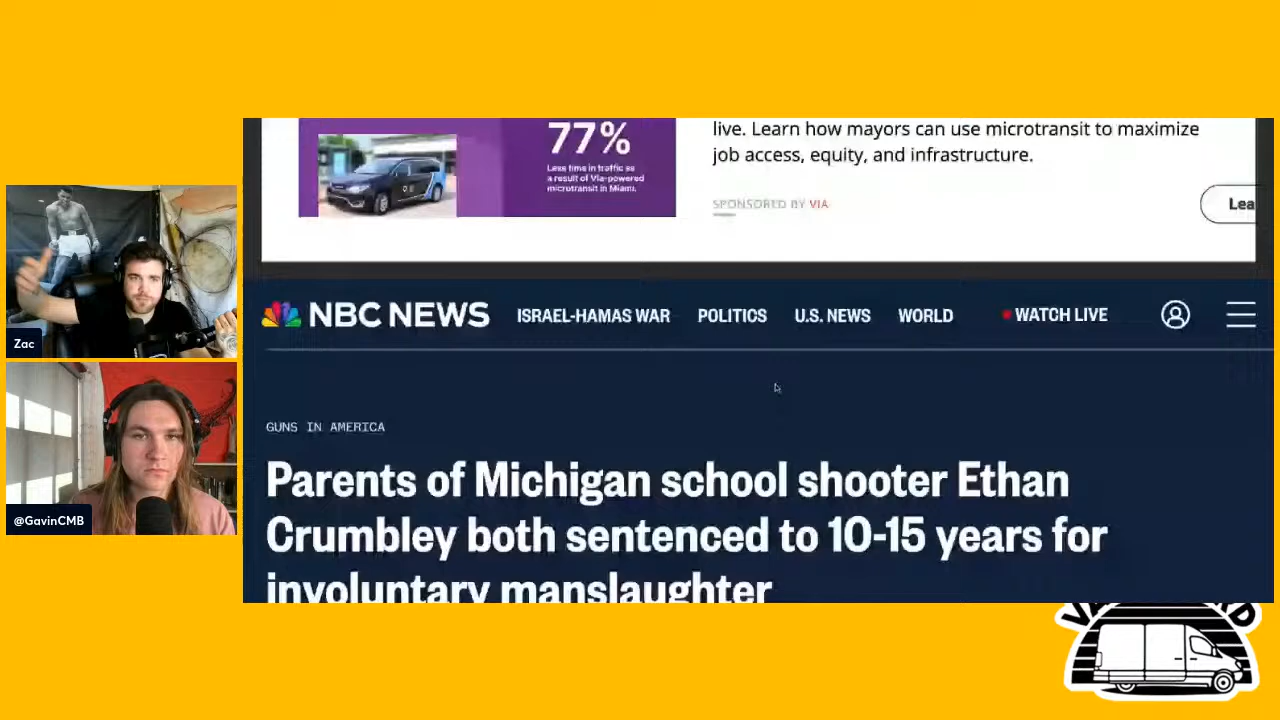 77%
Less time in traffic as
a result of Via-powered
microtransit in Miami.
live. Learn how mayors can use microtransit to maximize
job access, equity, and infrastructure.
SPONSORED BY VIA
Lea
NBC NEWS
ISRAEL-HAMAS WAR
POLITICS
U.S. NEWS
WORLD
WATCH LIVE
GUNS IN AMERICA
Parents of Michigan school shooter Ethan
Crumbley both sentenced to 10-15 years for
involuntary manslaughter
Zac
@GavinCMB